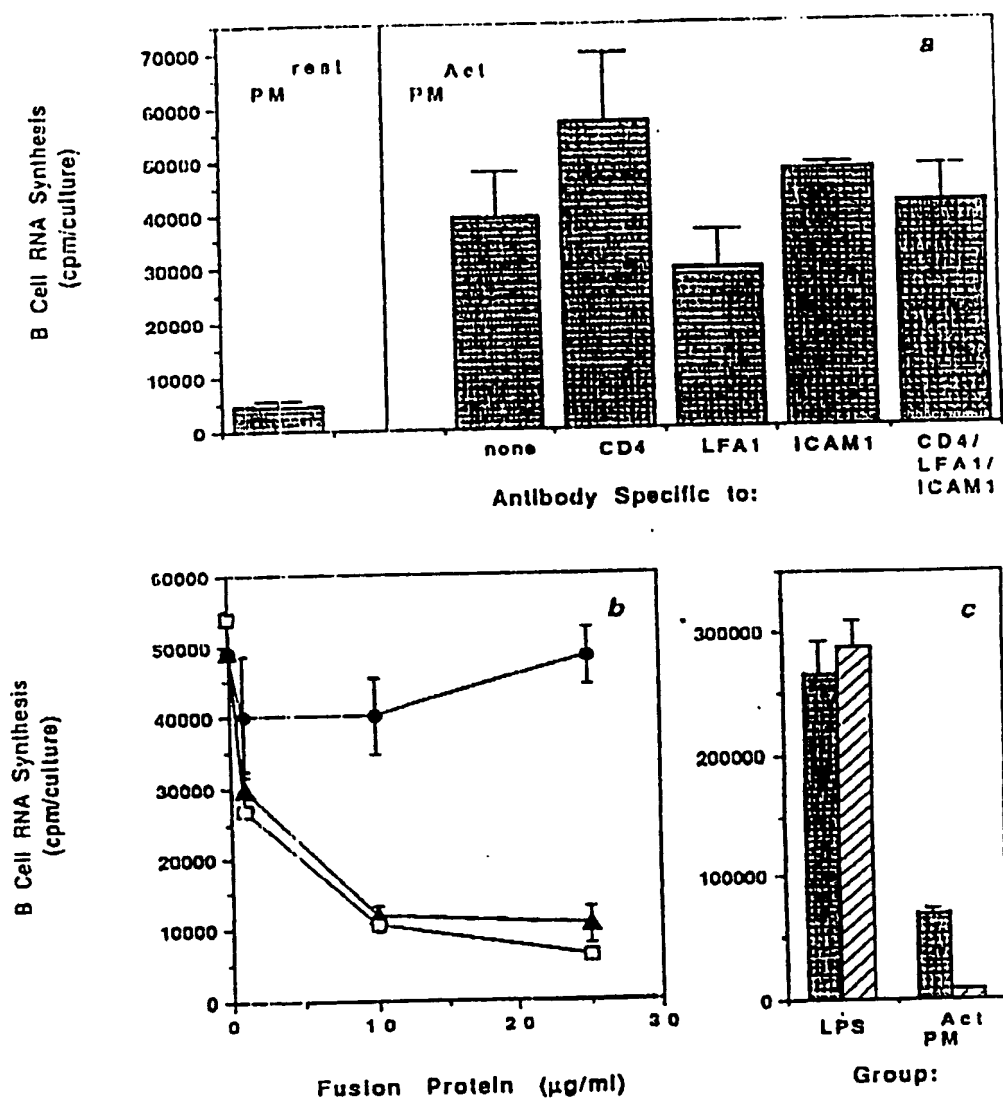 a
PM rest
PM Act
B Cell RNA Synthesis
(cpm/culture)
70000
60000
50000
40000
30000
20000
10000
0
none
CD4
LFA1
ICAM1
CD4/
LFA1/
ICAM1
Antibody Specific to:
b
B Cell RNA Synthesis
(cpm/culture)
60000
50000
40000
30000
20000
10000
0
0
10
20
30
Fusion Protein (µg/ml)
c
300000
200000
100000
0
LPS
PM Act
Group: